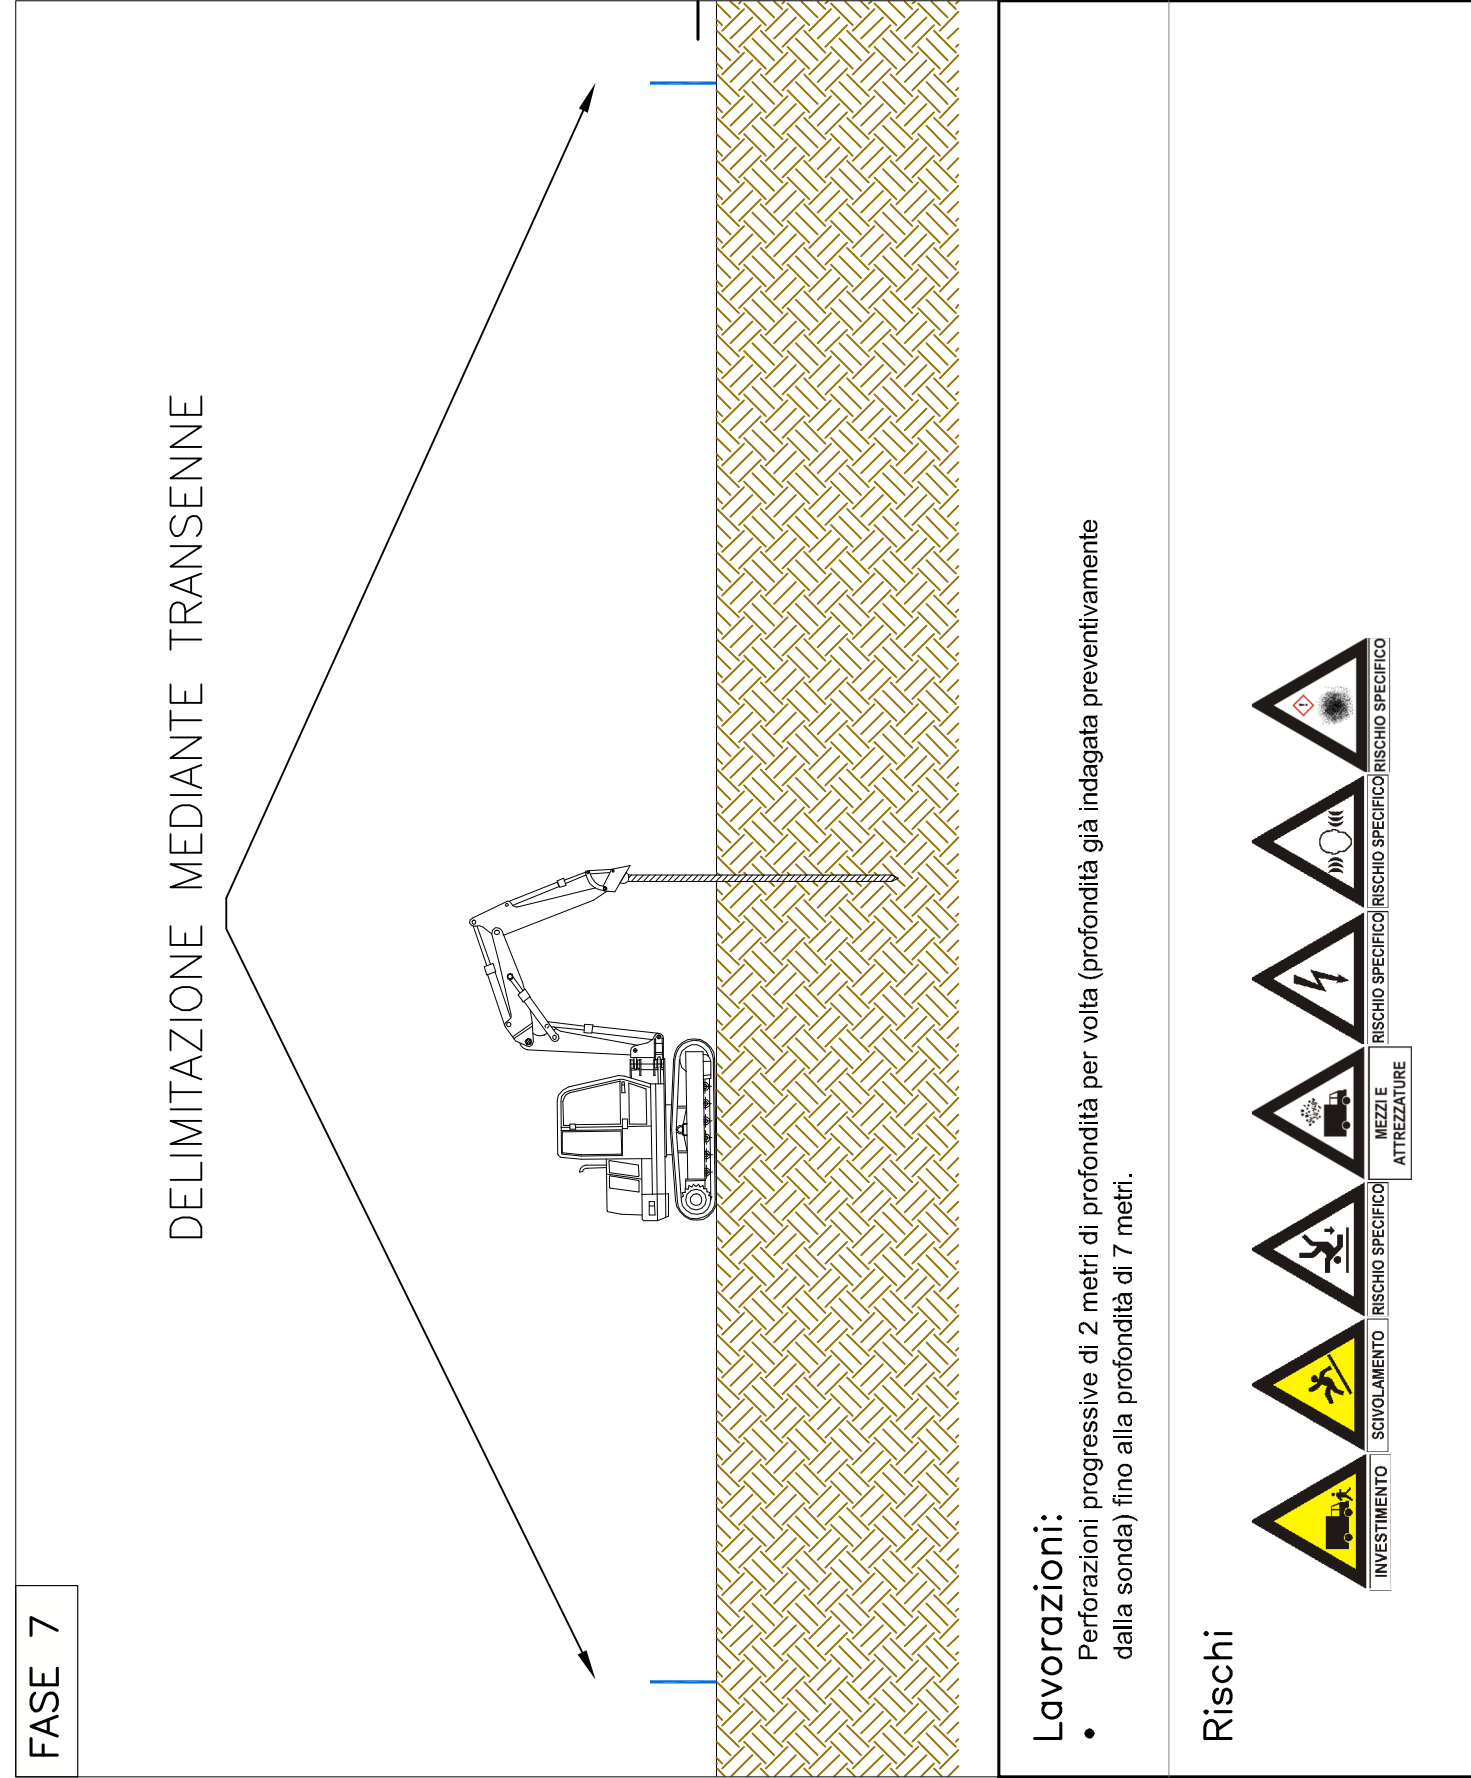 FASE 7
DELIMITAZIONE MEDIANTE TRANSENNE
Lavorazioni:
• Perforazioni progressive di 2 metri di profondità per volta (profondità già indagata preventivamente
dalla sonda) fino alla profondità di 7 metri.
Rischi
INVESTIMENTO
SCIVOLAMENTO
RISCHIO SPECIFICO
MEZZI E
ATTREZZATURE
RISCHIO SPECIFICO
RISCHIO SPECIFICO
RISCHIO SPECIFICO